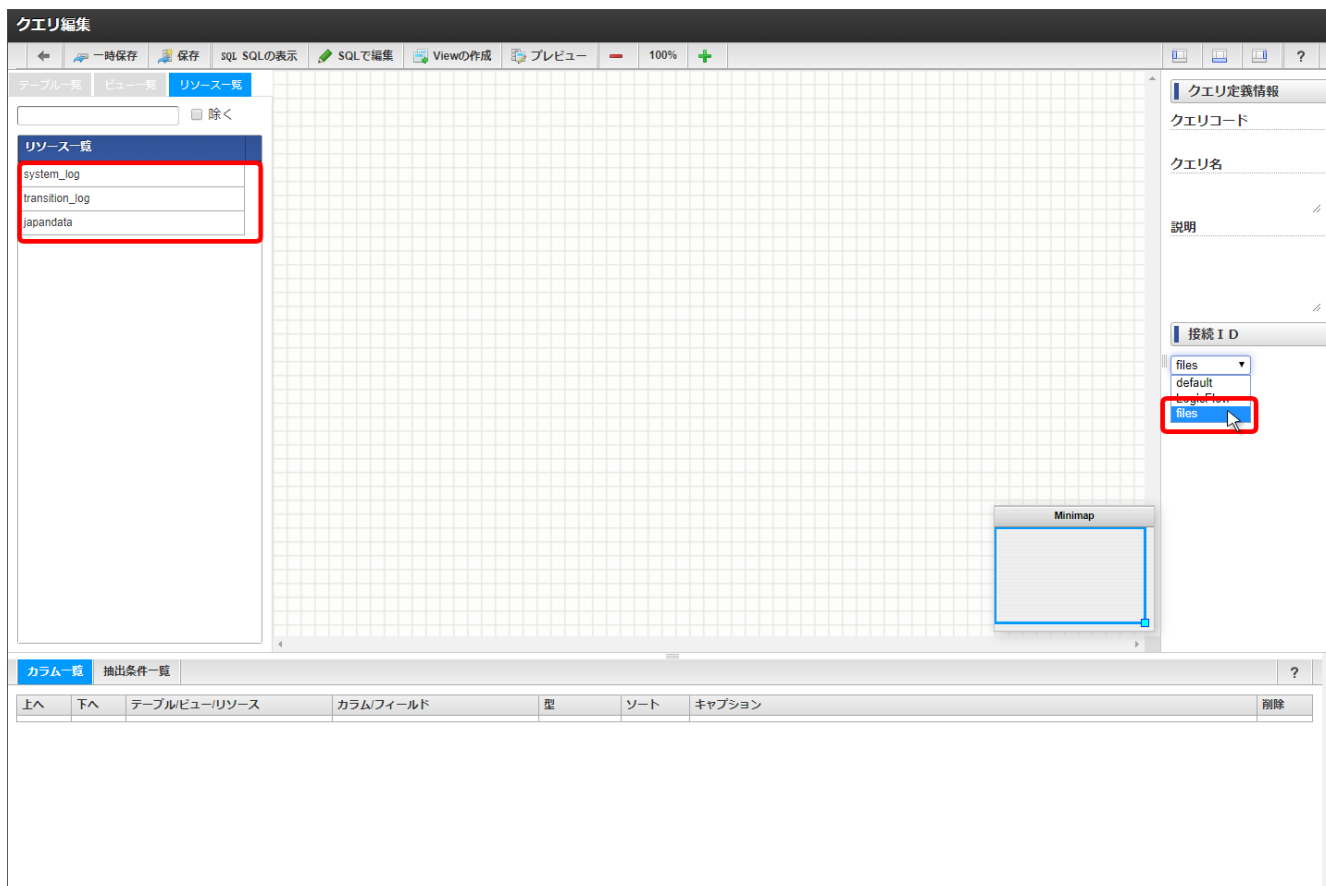 クエリ編集
一時保存 保存 SQL SQLの表示 SQLで編集 Viewの作成 プレビュー 100% ?
テーブル一覧 ビュー一覧 リソース一覧
除く
リソース一覧
system_log
transition_log
japandata
クエリ定義情報
クエリコード
クエリ名
説明
接続ＩＤ
files
default
LogicFlow
files
Minimap
カラム一覧 抽出条件一覧 ?
上へ 下へ テーブル/ビュー/リソース カラム/フィールド 型 ソート キャプション 削除